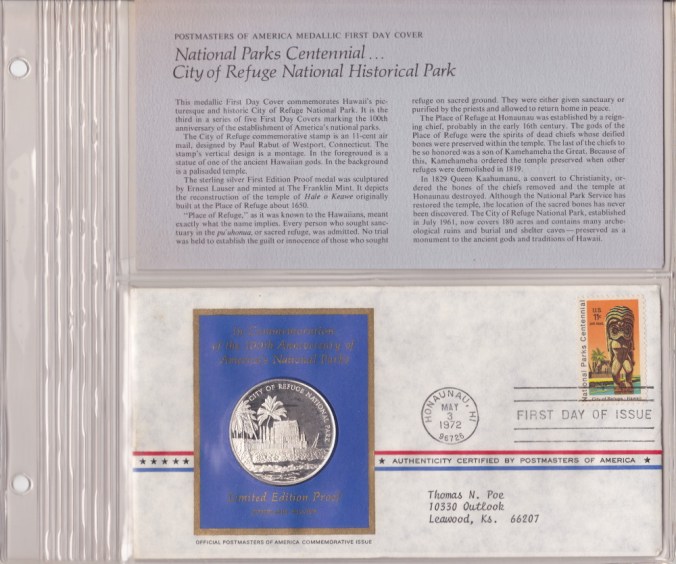 POSTMASTERS OF AMERICA MEDALLIC FIRST DAY COVER
National Parks Centennial...
City of Refuge National Historical Park
This medallic First Day Cover commemorates Hawaii's pic-
turesque and historic City of Refuge National Park. It is the
third in a series of five First Day Covers marking the 100th
anniversary of the establishment of America's national parks.
The City of Refuge commemorative stamp is an 11-cent air
mail, designed by Paul Rabut of Westport, Connecticut. The
stamp's vertical design is a montage. In the foreground is a
statue of one of the ancient Hawaiian gods. In the background
is a palisaded temple.
The sterling silver First Edition Proof medal was sculptured
by Ernest Lauser and minted at The Franklin Mint. It depicts
the reconstruction of the temple of Hale o Keawe originally
built at the Place of Refuge about 1650.
"Place of Refuge," as it was known to the Hawaiians, meant
exactly what the name implies. Every person who sought sanc-
tuary in the pu'uhonua, or sacred refuge, was admitted. No trial
was held to establish the guilt or innocence of those who sought
refuge on sacred ground. They were either given sanctuary or
purified by the priests and allowed to return home in peace.
The Place of Refuge at Honaunau was established by a reign-
ing chief, probably in the early 16th century. The gods of the
Place of Refuge were the spirits of dead chiefs whose deified
bones were preserved within the temple. The last of the chiefs to
be so honored was a son of Kamehameha the Great. Because of
this, Kamehameha ordered the temple preserved when other
refuges were demolished in 1819.
In 1829 Queen Kaahumanu, a convert to Christianity, or-
dered the bones of the chiefs removed and the temple at
Honaunau destroyed. Although the National Park Service has
restored the temple, the location of the sacred bones has never
been discovered. The City of Refuge National Park, established
in July 1961, now covers 180 acres and contains many arche-
ological ruins and burial and shelter caves—preserved as a
monument to the ancient gods and traditions of Hawaii.
In Commemoration
of the 100th Anniversary of
America's National Parks
CITY OF REFUGE NATIONAL PARK
Limited Edition Proof
OFFICIAL POSTMASTERS OF AMERICA COMMEMORATIVE ISSUE
National Parks Centennial
US
11c
City of Refuge Hawaii
HONAUNAU, HI
MAY
3
1972
96726
FIRST DAY OF ISSUE
★ AUTHENTICITY CERTIFIED BY POSTMASTERS OF AMERICA ★
Thomas N. Poe
10330 Outlook
Leawood, Ks. 66207